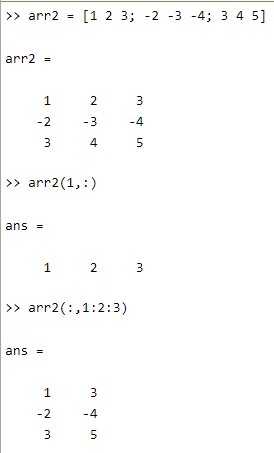 >> arr2 = [1 2 3; -2 -3 -4; 3 4 5]
arr2 =
1 2 3
-2 -3 -4
3 4 5
>> arr2(1,:)
ans =
1 2 3
>> arr2(:,1:2:3)
ans =
1 3
-2 -4
3 5